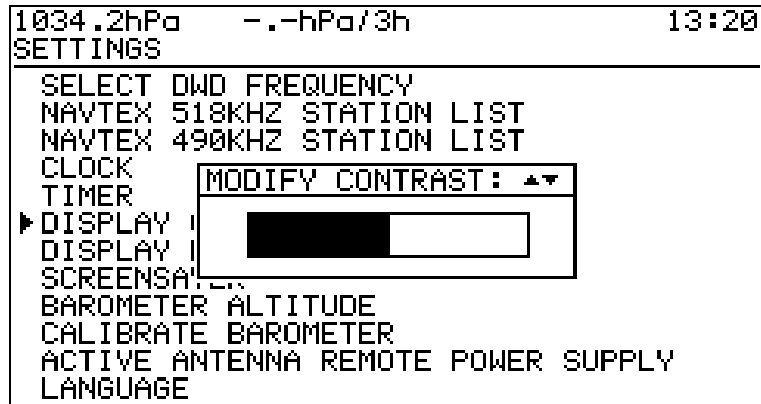 1034.2hPa -.-hPa/3h 13:20
SETTINGS
SELECT DWD FREQUENCY
NAVTEX 518KHZ STATION LIST
NAVTEX 490KHZ STATION LIST
CLOCK
MODIFY CONTRAST: ▲▼
TIMER
DISPLAY
DISPLAY
BAROMETER ALTITUDE
CALIBRATE BAROMETER
ACTIVE ANTENNA REMOTE POWER SUPPLY
LANGUAGE